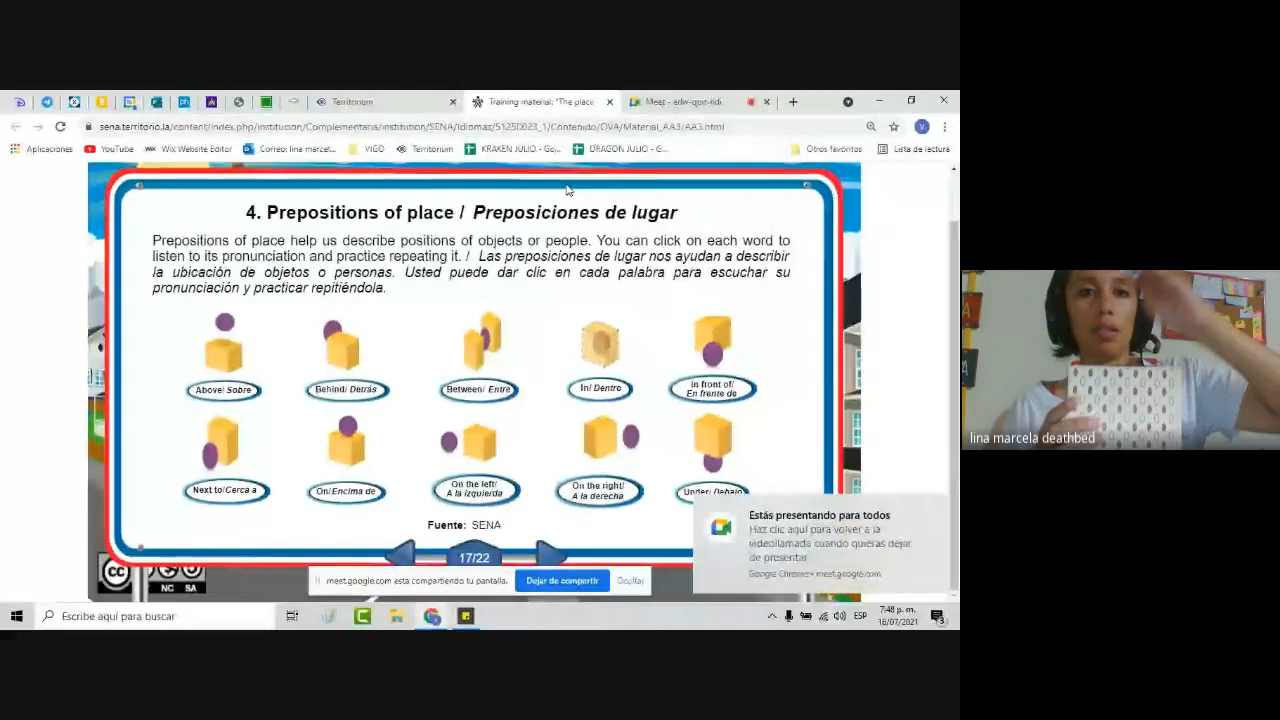 Territorium
Training material: "The place
Meet - edw-qurr-ridi
sena.territorio.la/content/index.php/institucion/Complementaria/institution/SENA/Idiomas/51250023_1/Contenido/OVA/Material_AA3/AA3.html
Aplicaciones
YouTube
Wix Website Editor
Correo: lina marcel...
VIGO
Territorium
KRAKEN JULIO - Go...
DRAGON JULIO - G...
Otros favoritos
Lista de lectura
4. Prepositions of place / Preposiciones de lugar
Prepositions of place help us describe positions of objects or people. You can click on each word to
listen to its pronunciation and practice repeating it. / Las preposiciones de lugar nos ayudan a describir
la ubicación de objetos o personas. Usted puede dar clic en cada palabra para escuchar su
pronunciación y practicar repitiéndola.
Above/ Sobre
Behind/ Detrás
Between/ Entre
In/ Dentro
In front of/
En frente de
Next to/Cerca a
On/Encima de
On the left/
A la izquierda
On the right/
A la derecha
Under/ Debajo
Fuente: SENA
17/22
cc
NC SA
Estás presentando para todos
Haz clic aquí para volver a la
videollamada cuando quieras dejar
de presentar.
Google Chrome • meet.google.com
meet.google.com está compartiendo tu pantalla.
Dejar de compartir
Ocultar
Escribe aquí para buscar
ESP
7:48 p. m.
16/07/2021
3
lina marcela deathbed